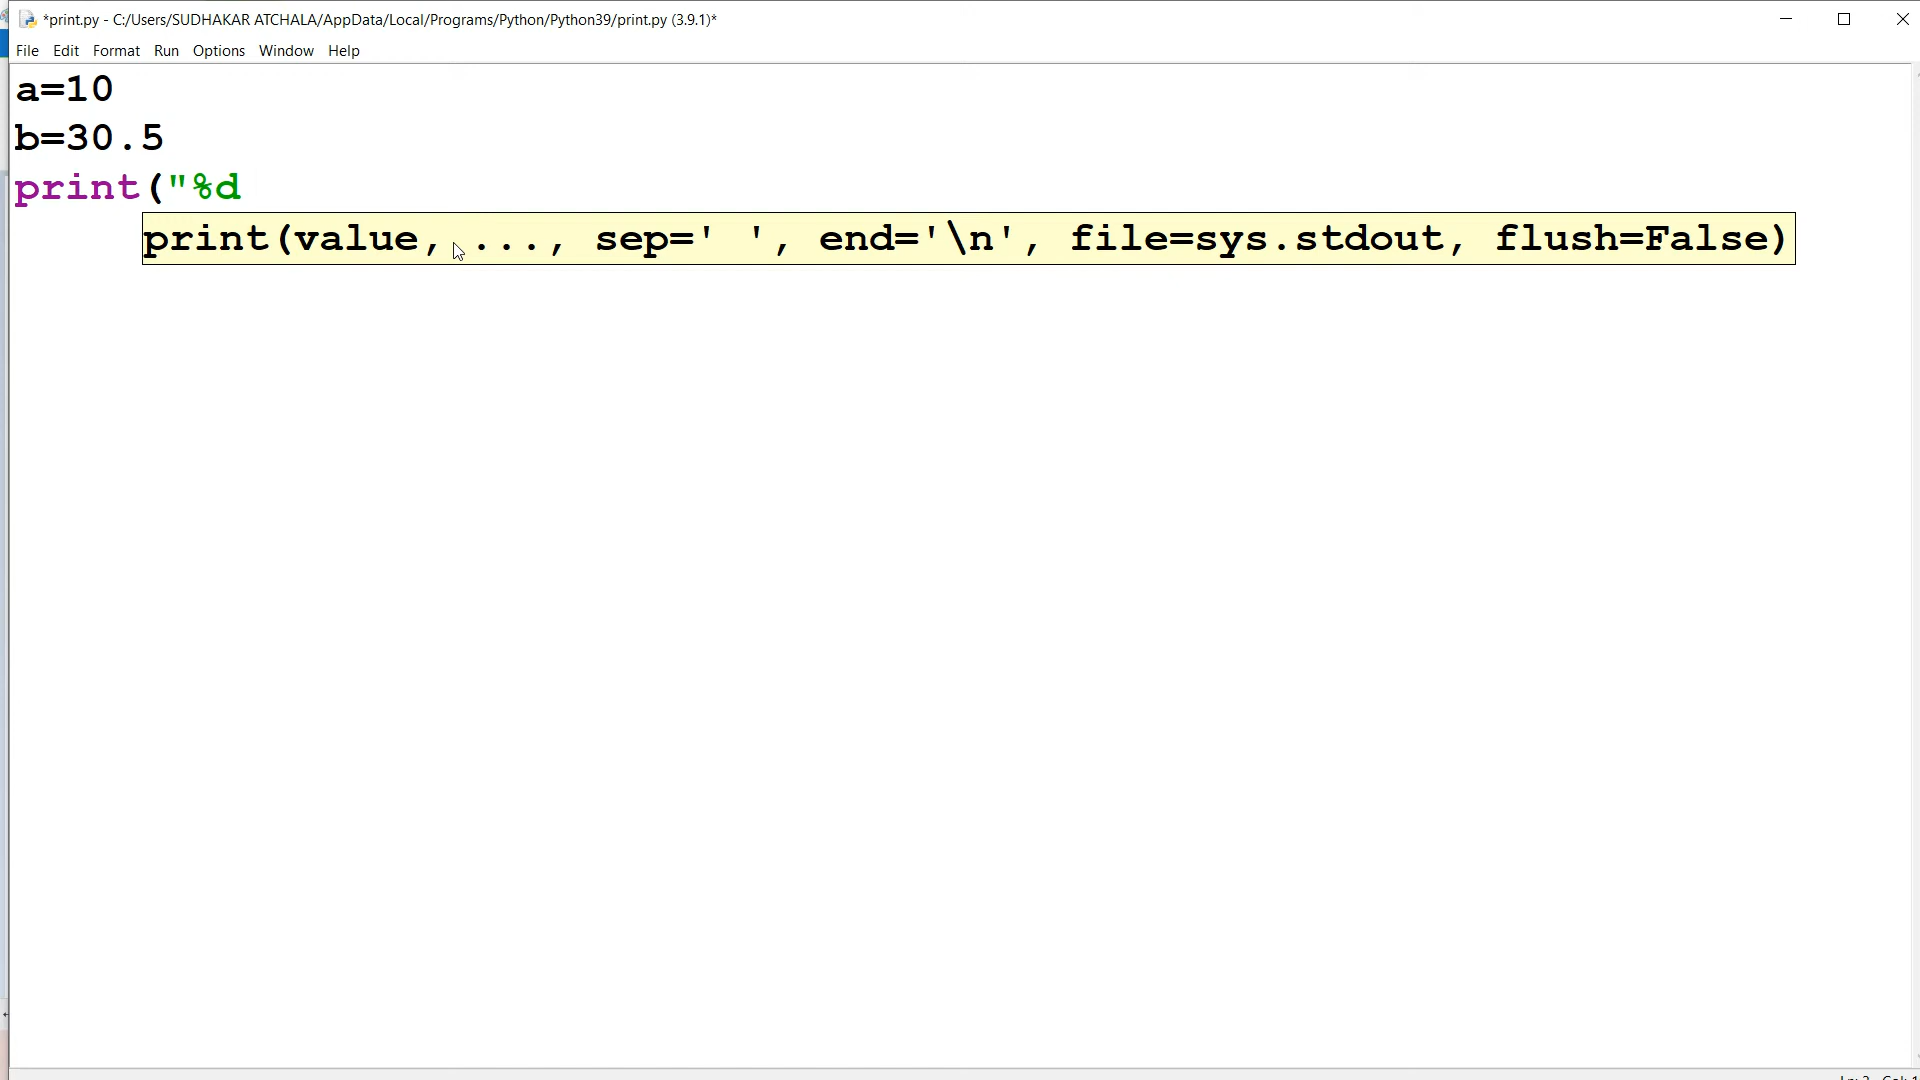 *print.py - C:/Users/SUDHAKAR ATCHALA/AppData/Local/Programs/Python/Python39/print.py (3.9.1)*
File Edit Format Run Options Window Help
a=10
b=30.5
print("%d
print(value, ..., sep=' ', end='\n', file=sys.stdout, flush=False)